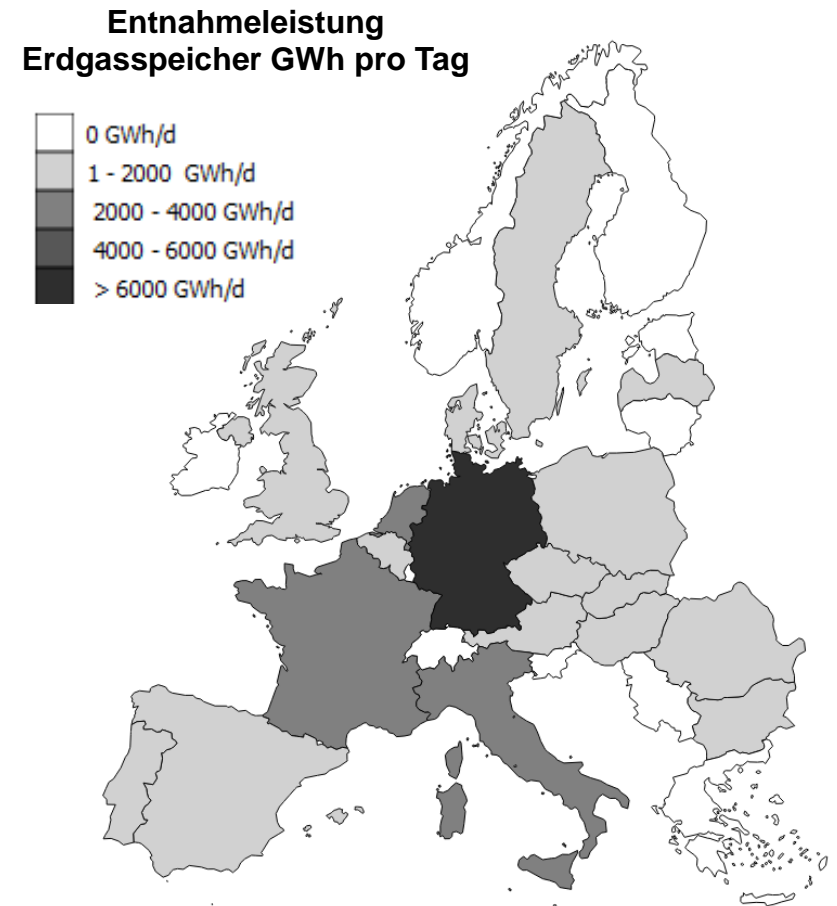 Entnahmeleistung
Erdgasspeicher GWh pro Tag
0 GWh/d
1 - 2000 GWh/d
2000 - 4000 GWh/d
4000 - 6000 GWh/d
> 6000 GWh/d